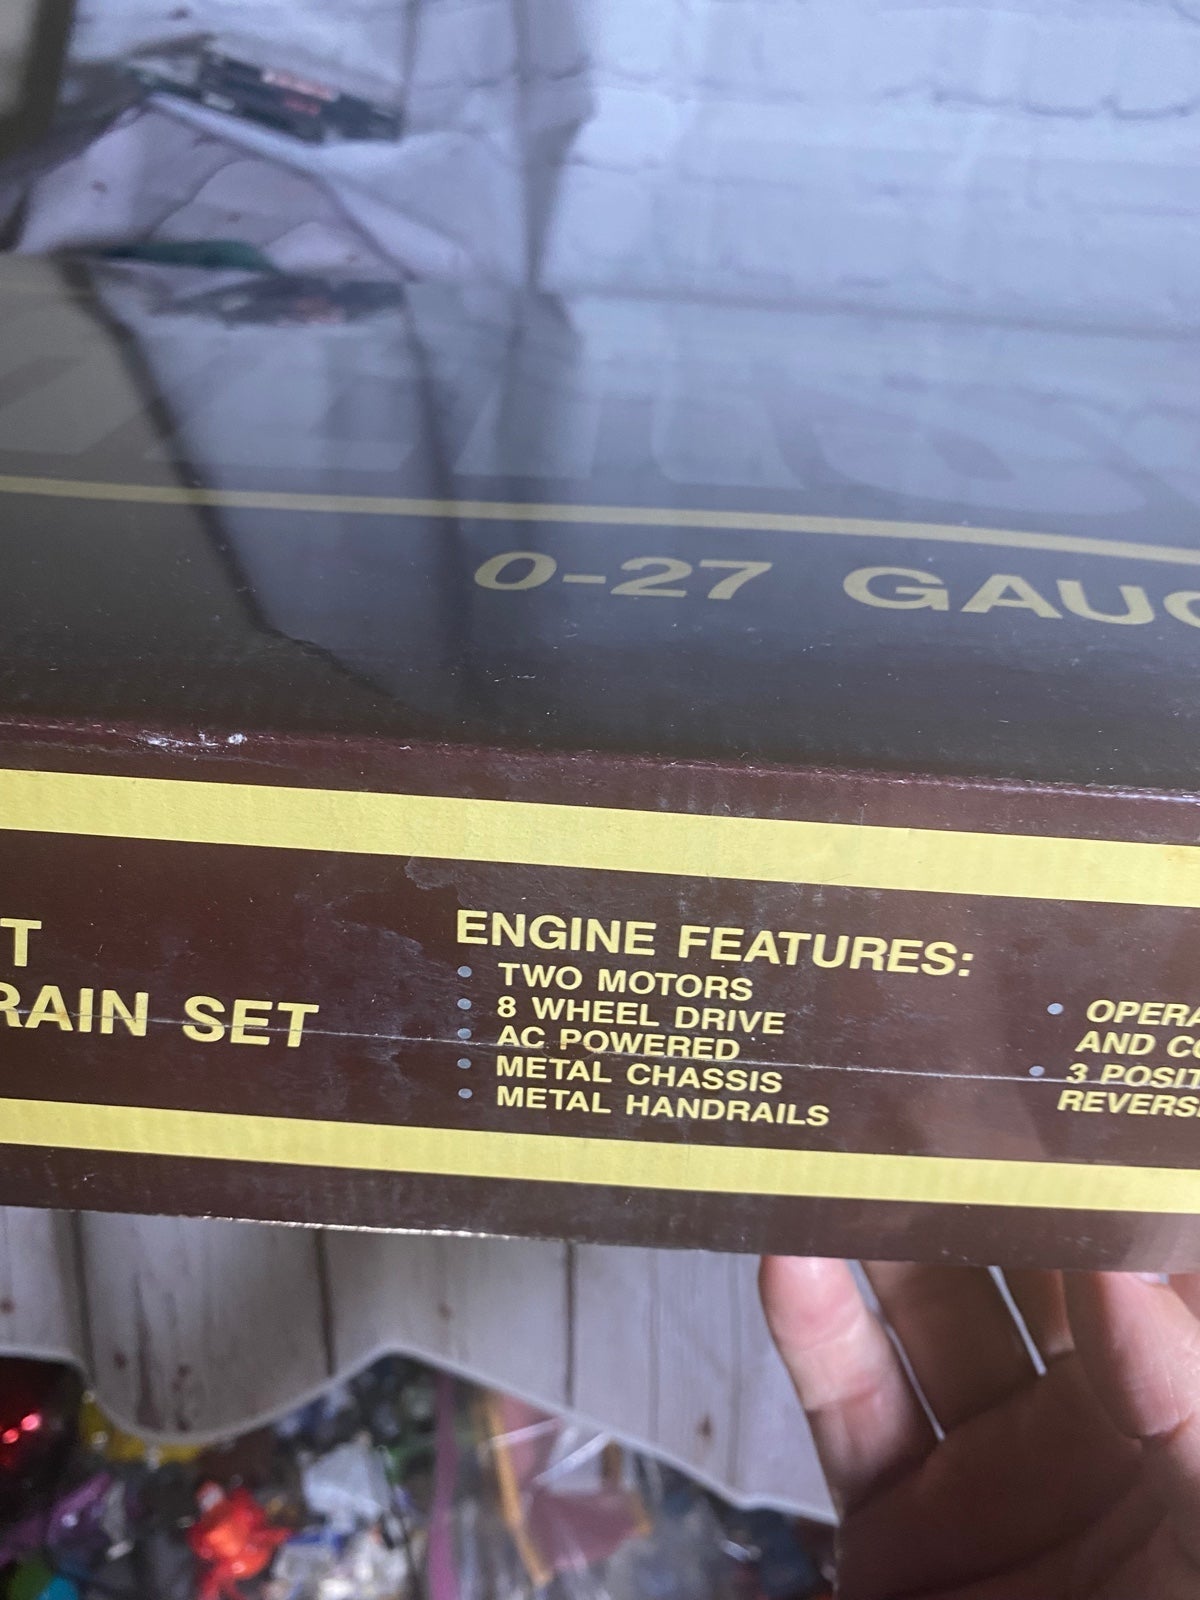 0-27 GAUG
T
RAIN SET
ENGINE FEATURES:
• TWO MOTORS
• 8 WHEEL DRIVE
• AC POWERED
• METAL CHASSIS
• METAL HANDRAILS
• OPERA
AND CO
• 3 POSIT
REVERS